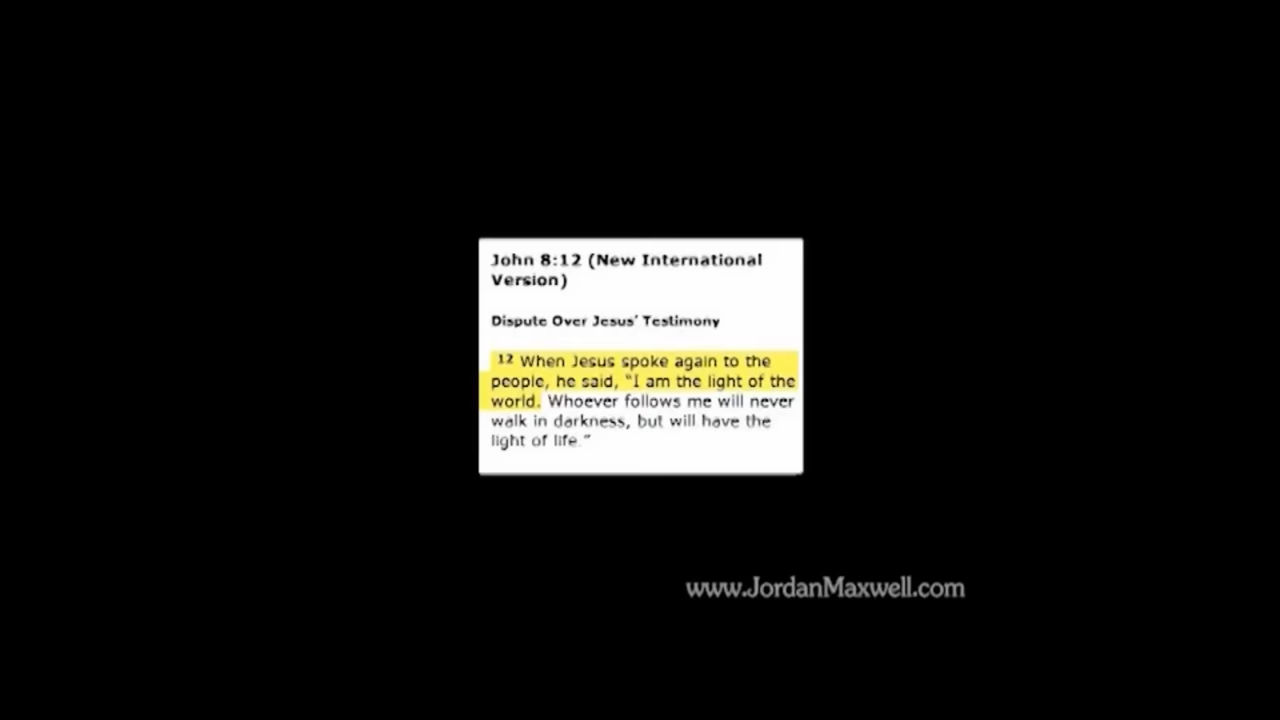 John 8:12 (New International
Version)
Dispute Over Jesus' Testimony
12 When Jesus spoke again to the
people, he said, "I am the light of the
world. Whoever follows me will never
walk in darkness, but will have the
light of life."
www.JordanMaxwell.com